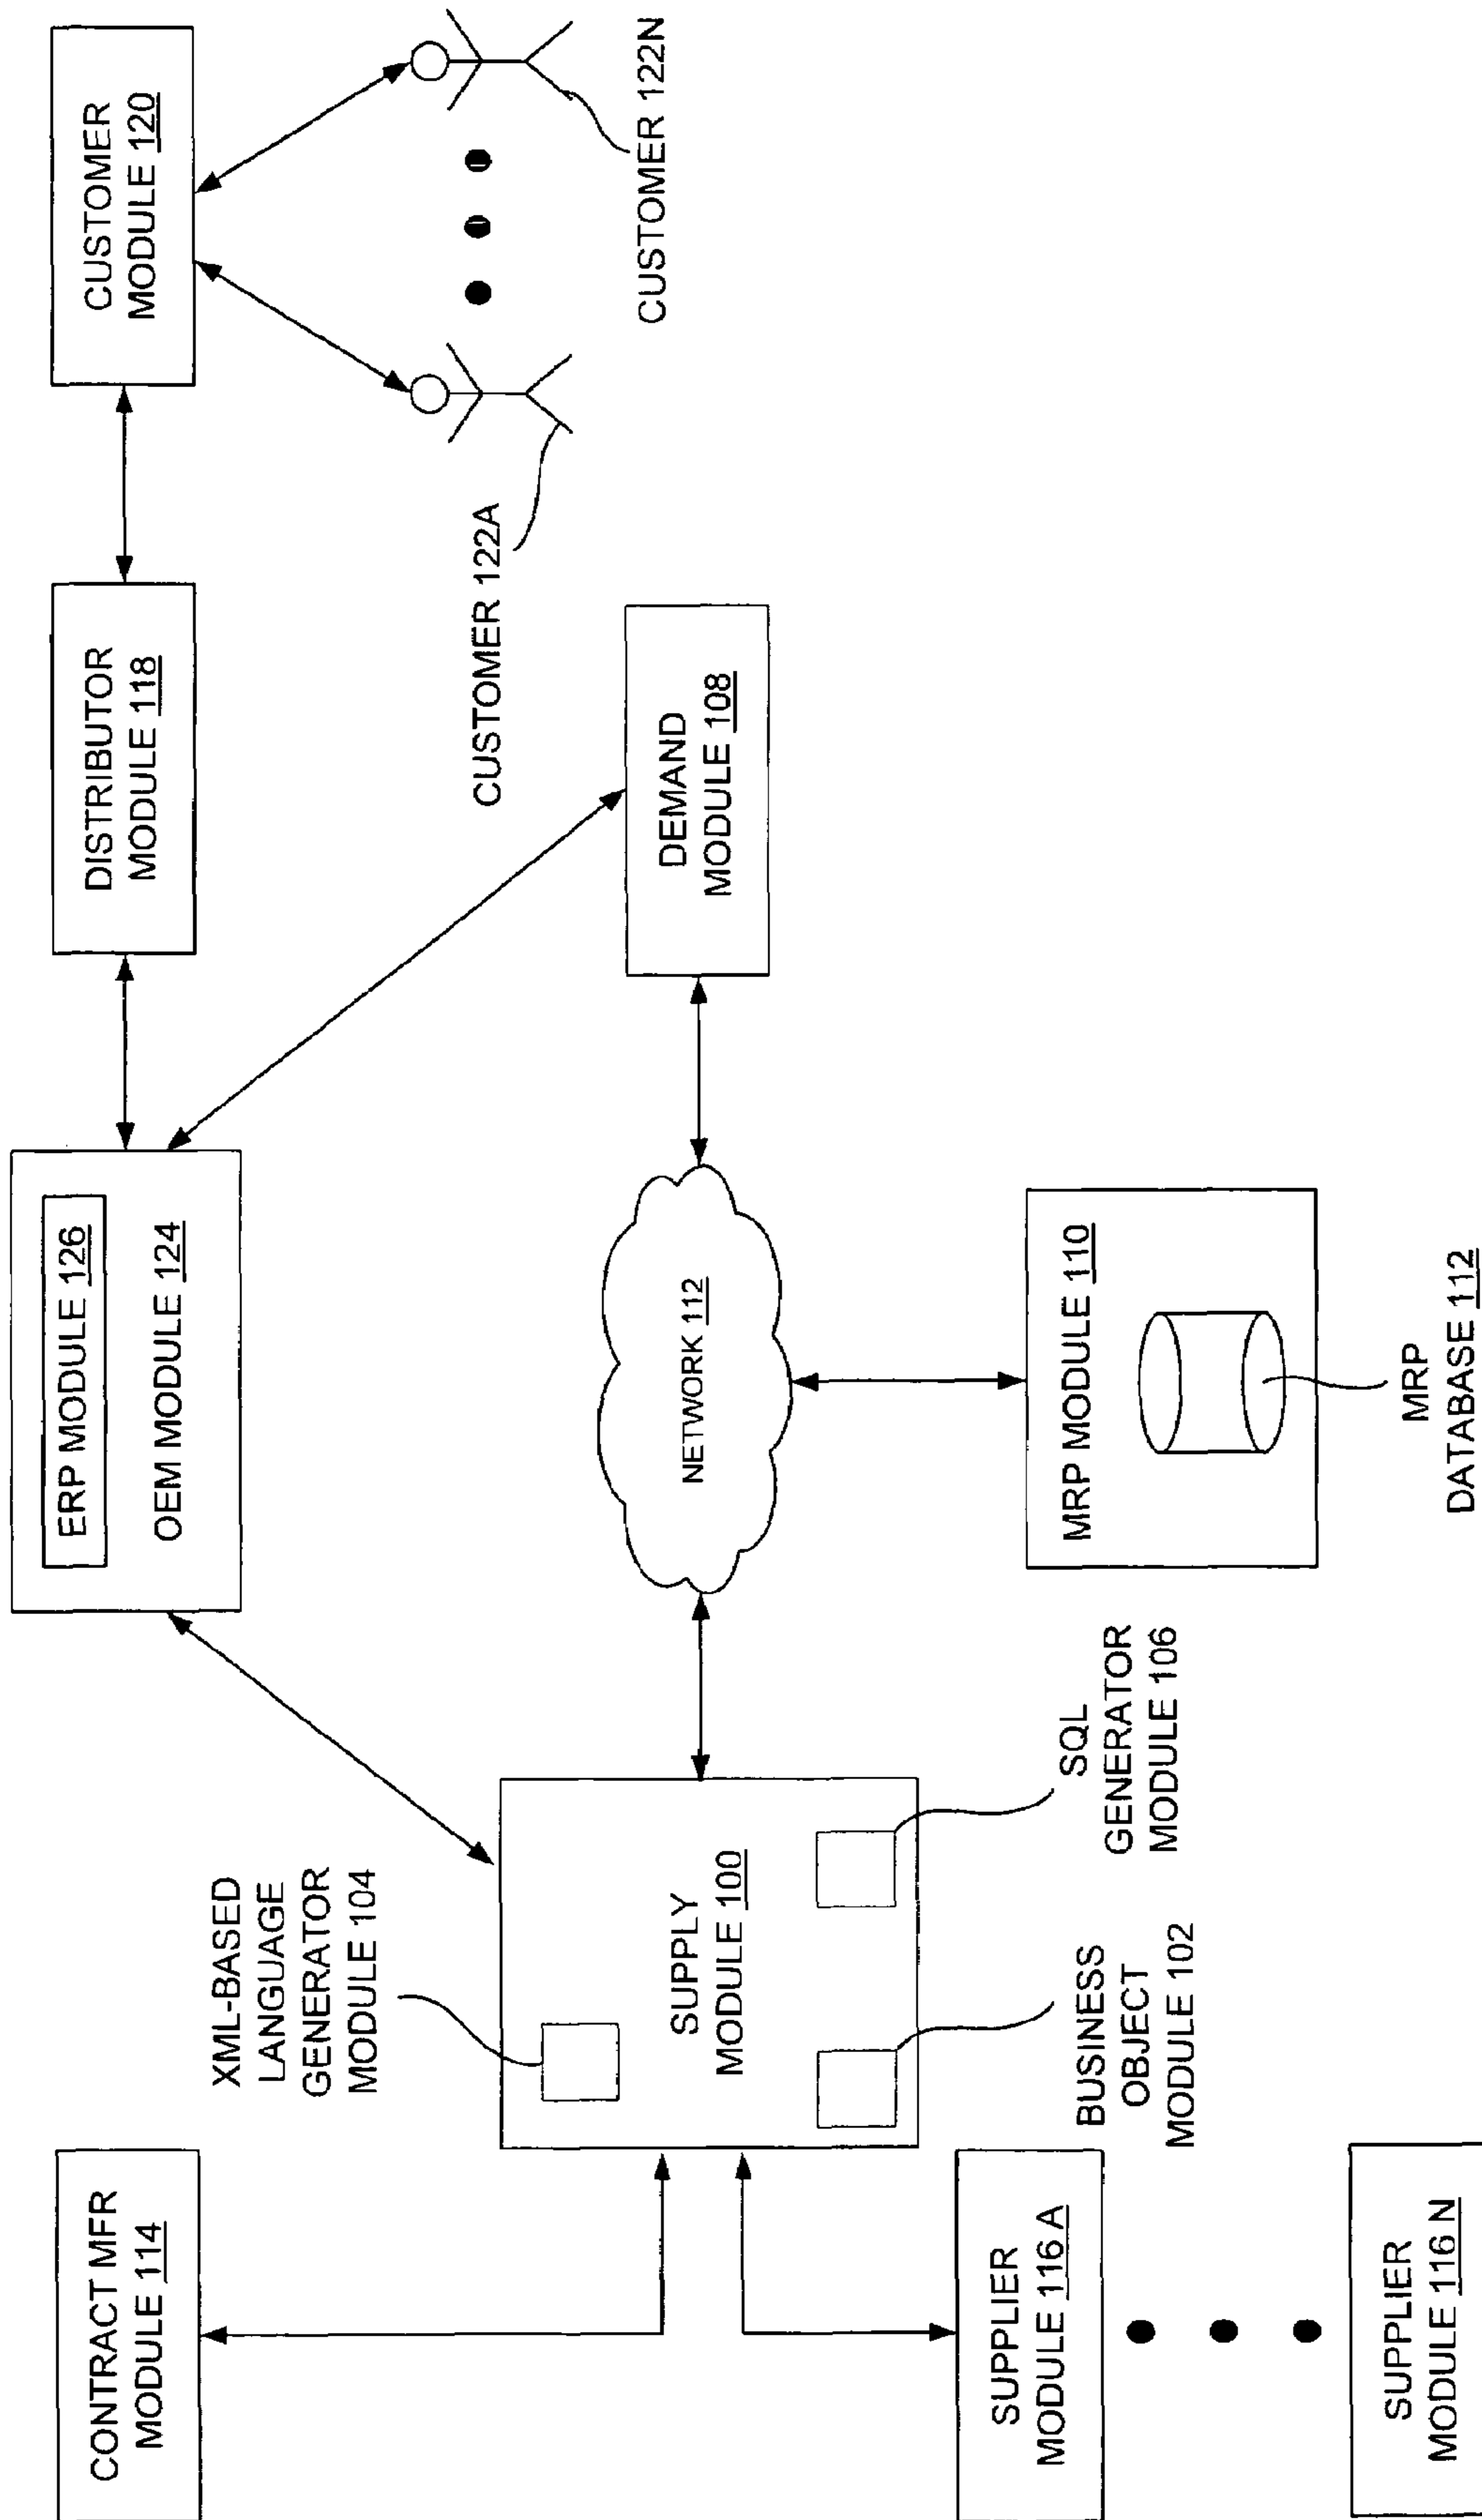 CONTRACT MFR
MODULE 114
ERP MODULE 126
OEM MODULE 124
DISTRIBUTOR
MODULE 118
CUSTOMER
MODULE 120
XML-BASED
LANGUAGE
GENERATOR
MODULE 104
CUSTOMER 122A
CUSTOMER 122N
SUPPLY
MODULE 100
NETWORK 112
DEMAND
MODULE 108
SUPPLIER
MODULE 116 A
BUSINESS
OBJECT
MODULE 102
SQL
GENERATOR
MODULE 106
MRP MODULE 110
SUPPLIER
MODULE 116 N
MRP
DATABASE 112